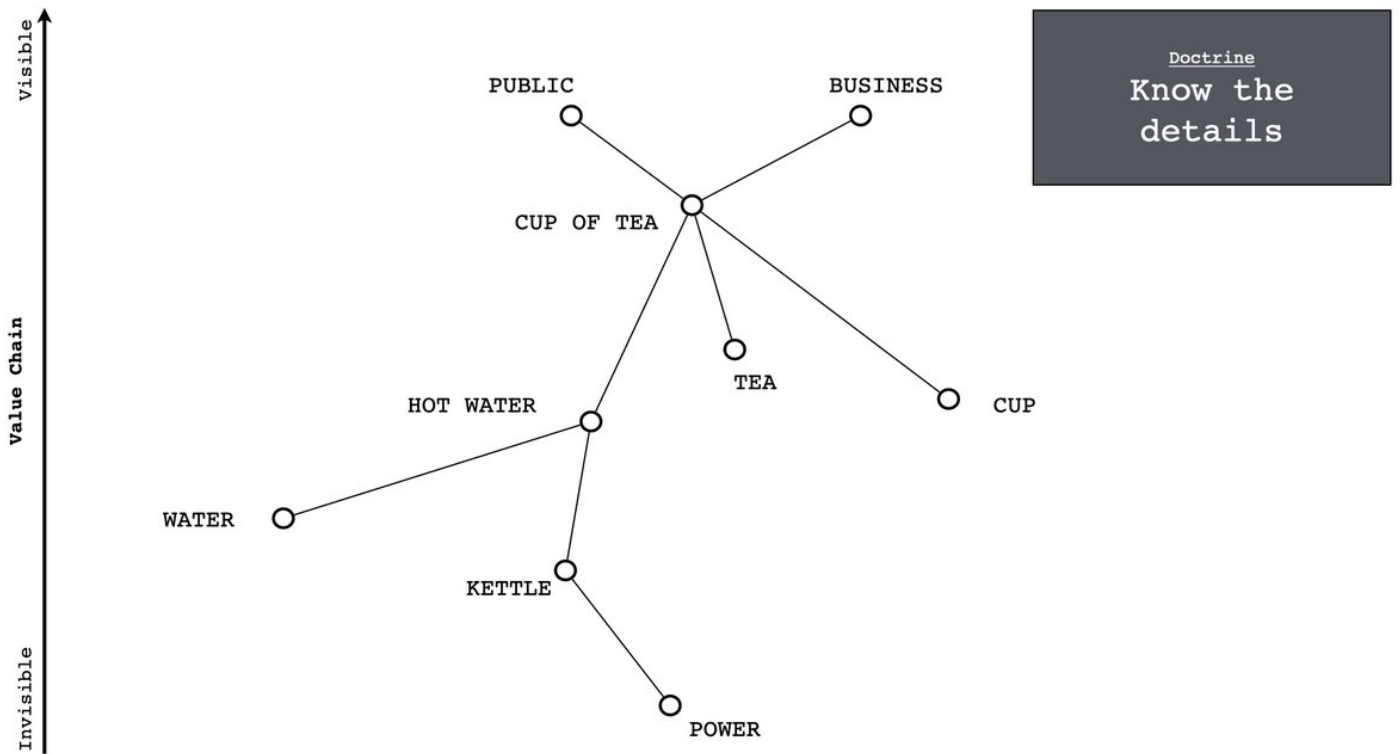 Visible
Value Chain
Invisible
PUBLIC
BUSINESS
CUP OF TEA
TEA
HOT WATER
CUP
WATER
KETTLE
POWER
Doctrine
Know the
details